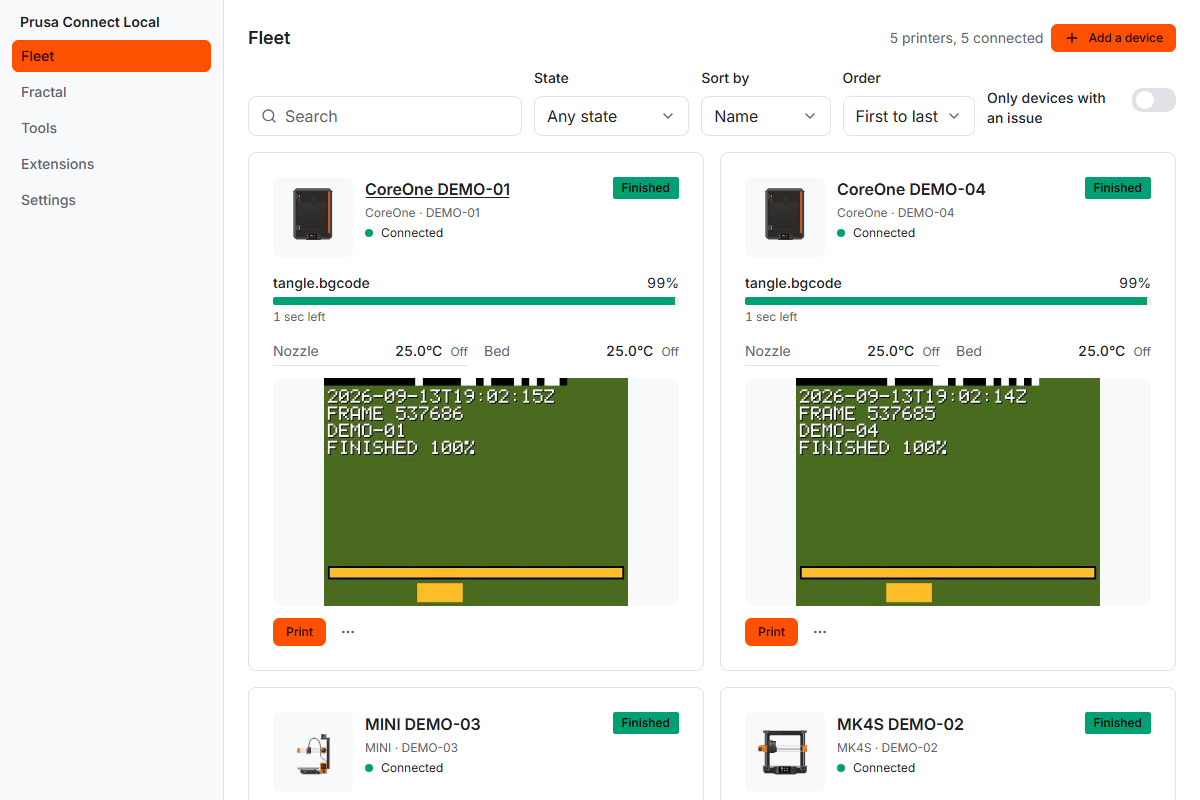 Prusa Connect Local
Fleet
Fractal
Tools
Extensions
Settings
Fleet
5 printers, 5 connected
+ Add a device
State
Sort by
Order
Search
Any state
Name
First to last
Only devices with
an issue
CoreOne DEMO-01
Finished
CoreOne · DEMO-01
Connected
tangle.bgcode
99%
1 sec left
Nozzle 25.0°C Off Bed 25.0°C Off
2026-09-13T19:02:15Z
FRAME 537686
DEMO-01
FINISHED 100%
Print
CoreOne DEMO-04
Finished
CoreOne · DEMO-04
Connected
tangle.bgcode
99%
1 sec left
Nozzle 25.0°C Off Bed 25.0°C Off
2026-09-13T19:02:14Z
FRAME 537685
DEMO-04
FINISHED 100%
Print
MINI DEMO-03
Finished
MINI · DEMO-03
Connected
MK4S DEMO-02
Finished
MK4S · DEMO-02
Connected